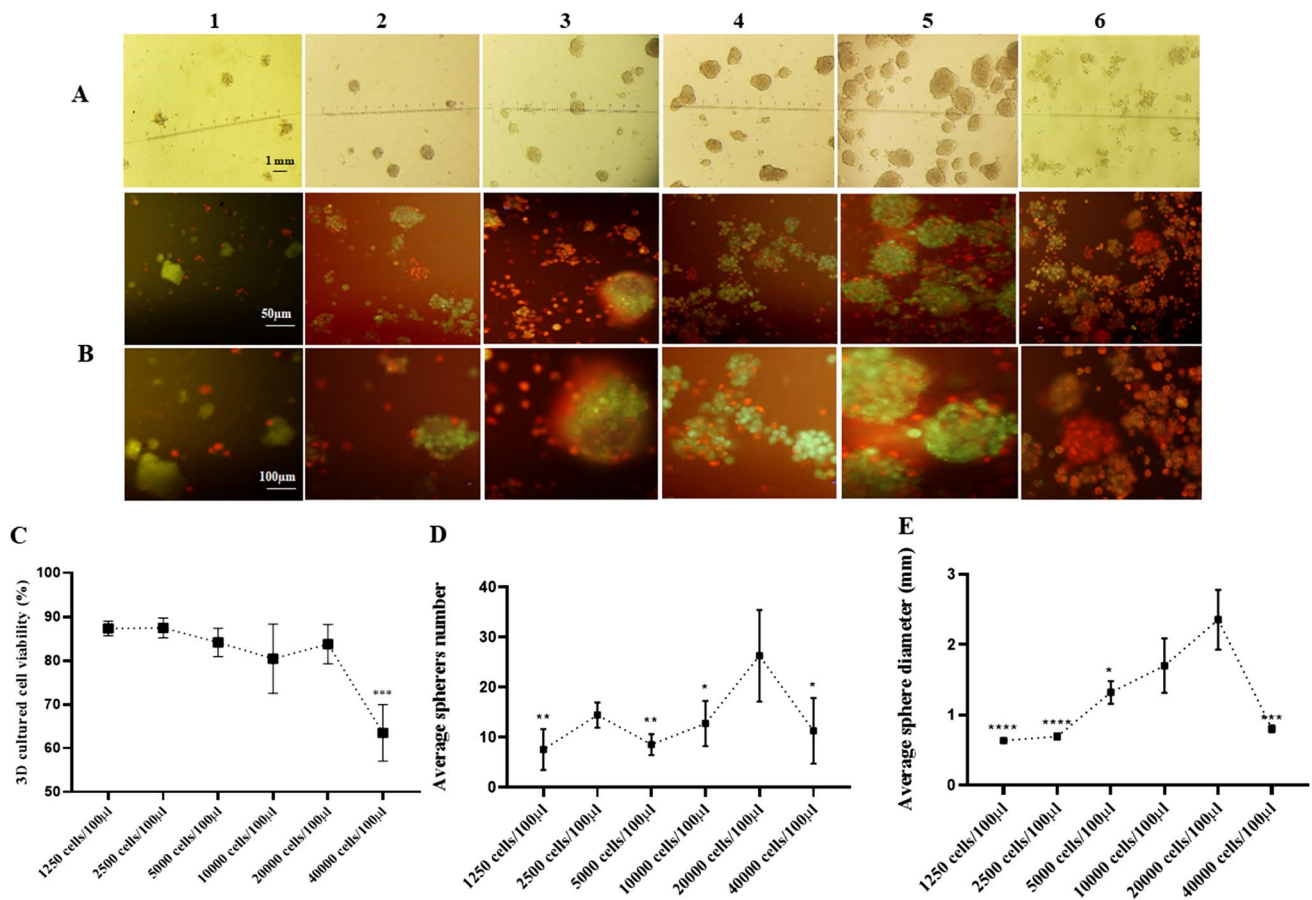 1 2 3 4 5 6
A
1 mm
50µm
B
100µm
C
3D cultured cell viability (%)
100
90
80
70
60
50
***
1250 cells/100µl
2500 cells/100µl
5000 cells/100µl
10000 cells/100µl
20000 cells/100µl
40000 cells/100µl
D
Average spherers number
40
30
20
10
0
**
**
*
*
1250 cells/100µl
2500 cells/100µl
5000 cells/100µl
10000 cells/100µl
20000 cells/100µl
40000 cells/100µl
E
Average sphere diameter (mm)
3
2
1
0
****
****
*
***
1250 cells/100µl
2500 cells/100µl
5000 cells/100µl
10000 cells/100µl
20000 cells/100µl
40000 cells/100µl